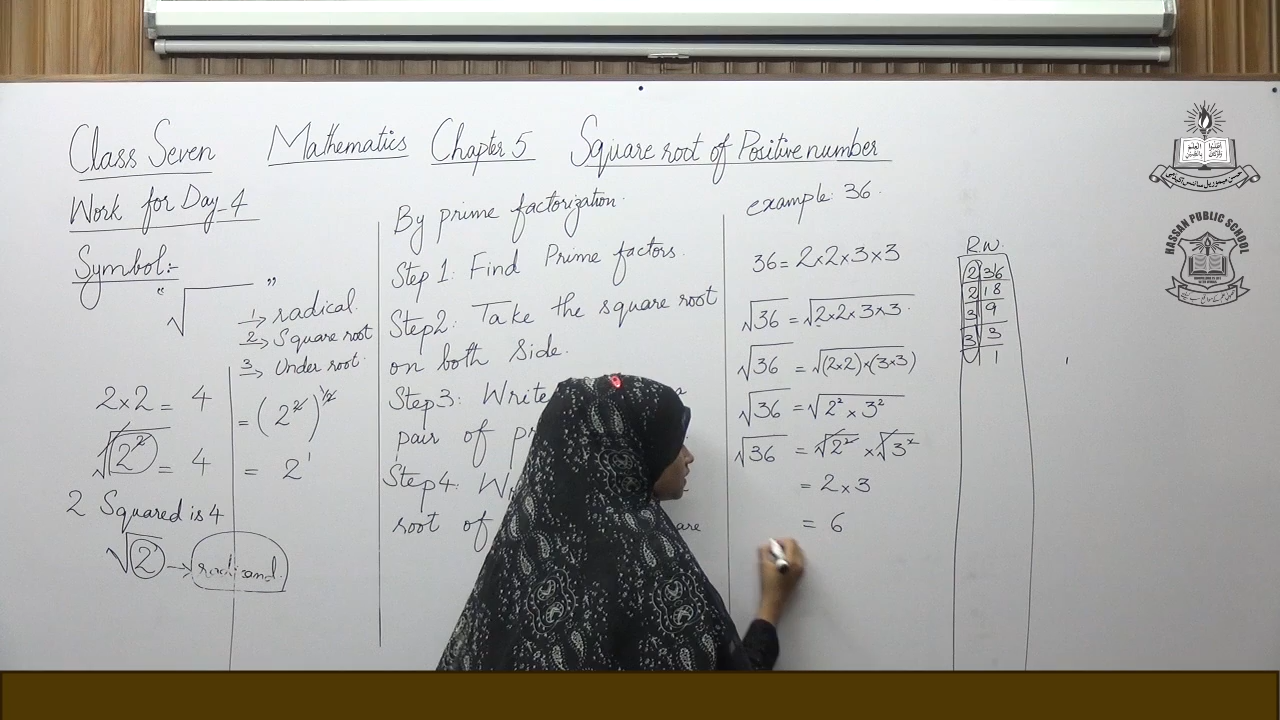 Class Seven Mathematics Chapter 5 Square root of Positive number
Work for Day-4
Symbol:-
" √ "
1 → radical.
2 → Square root
3 → Under root.
2×2 = 4
√2² = 4
= (2²)^1/2
= 2¹
2 Squared is 4
√2 → radicand.
By prime factorization.
Step 1: Find Prime factors.
Step2: Take the square root
on both Side.
Step3: Write
pair of
Step4:
root of
example: 36.
36 = 2×2×3×3
√36 = √2×2×3×3
√36 = √(2×2)×(3×3)
√36 = √2² × 3²
√36 = √2² × √3²
= 2×3
= 6
R.W.
2 36
2 18
3 9
3 3
1
HASSAN PUBLIC SCHOOL